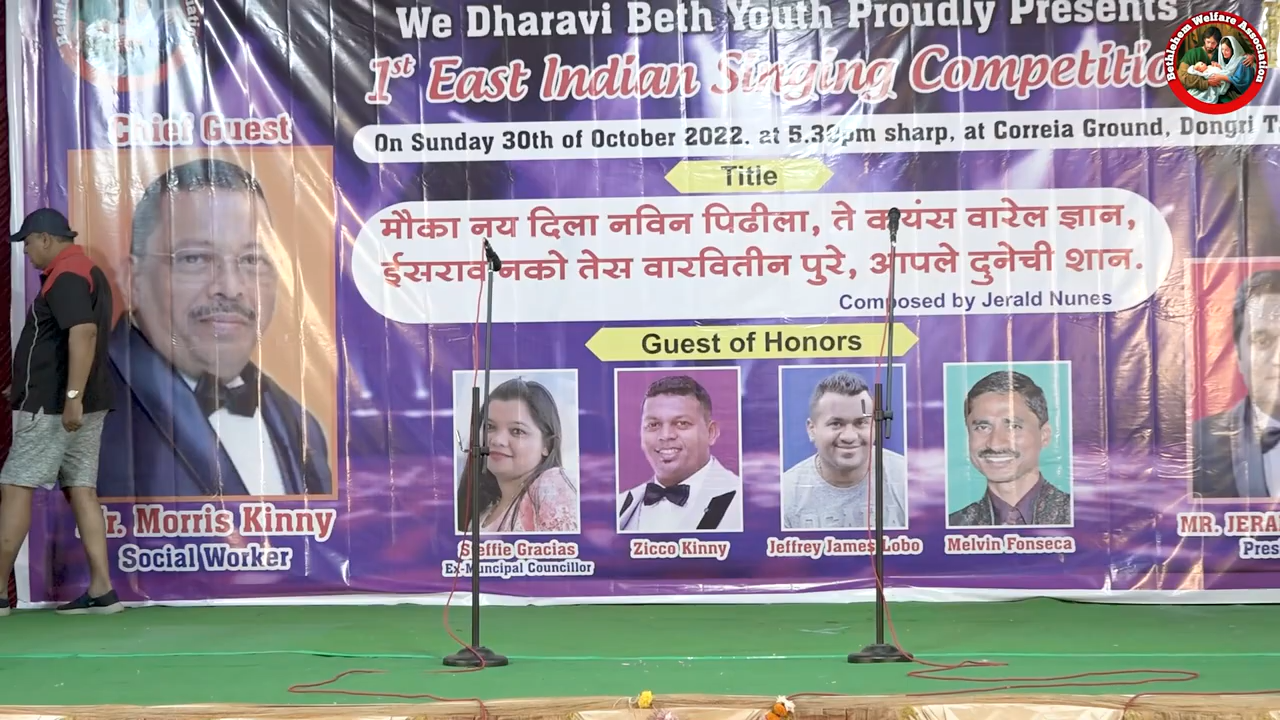 We Dharavi Beth Youth Proudly Presents
1st East Indian Singing Competitio
Bethlehem Welfare Association
Chief Guest
On Sunday 30th of October 2022. at 5.30pm sharp, at Correia Ground, Dongri T
Title
मौका नय दिला नविन पिढीला, ते कयंस वारेल ज्ञान,
ईसराव नको तेस वारवितीन पुरे, आपले दुनेची शान.
Composed by Jerald Nunes
Guest of Honors
Mr. Morris Kinny
Social Worker
Steffie Gracias
Ex-Muncipal Councillor
Zicco Kinny
Jeffrey James Lobo
Melvin Fonseca
MR. JERA
Pres